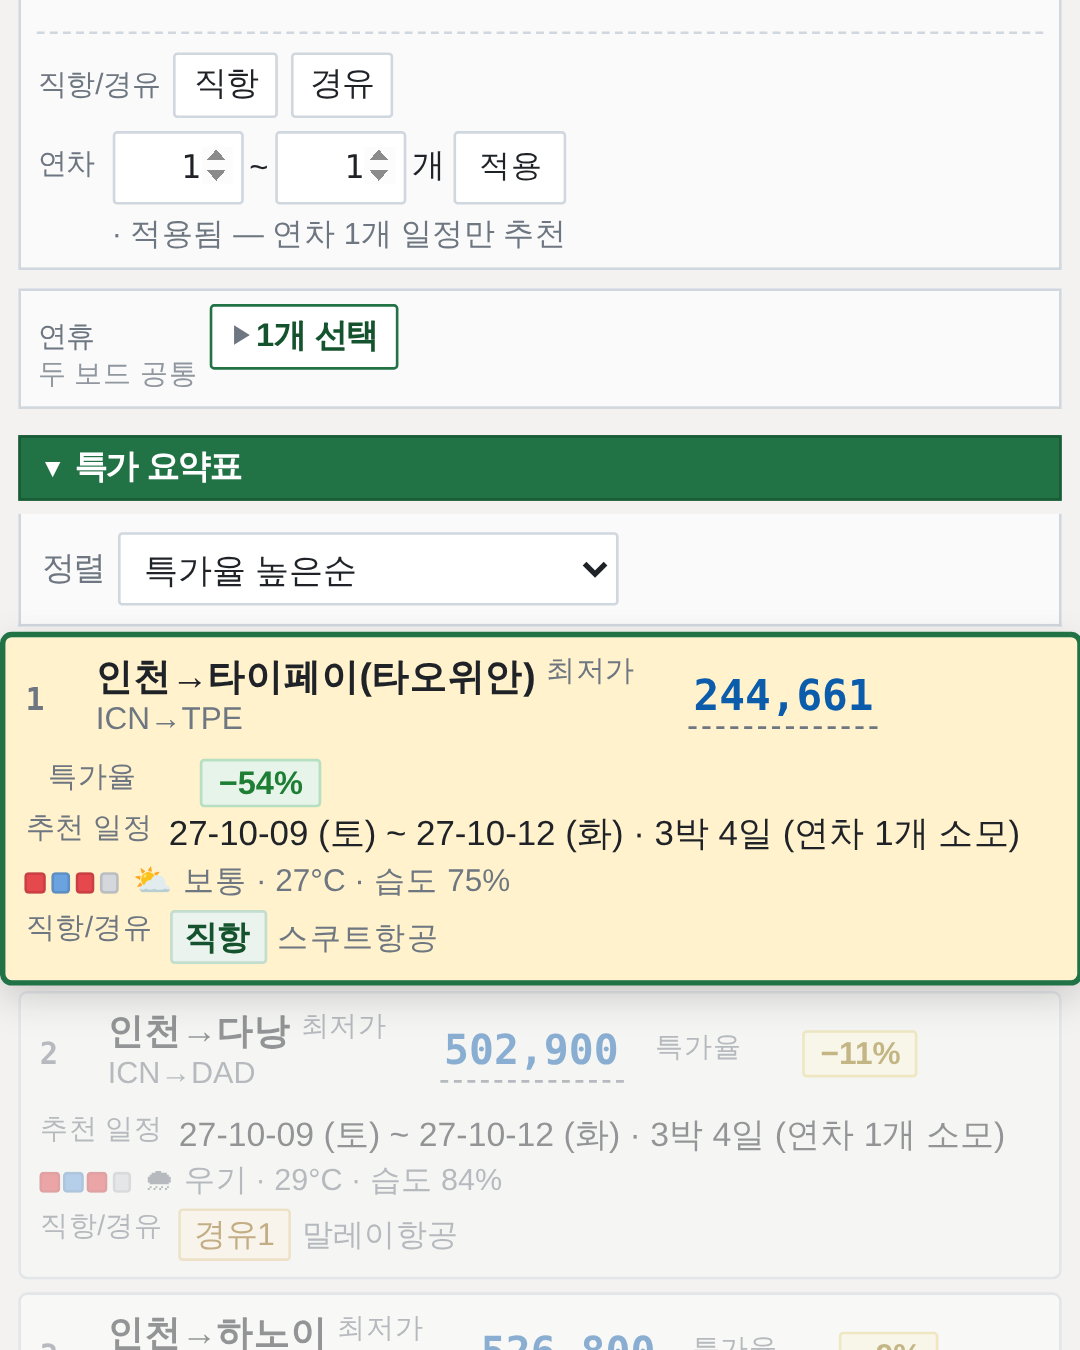 직항/경유 직항 경유
연차 1 ~ 1 개 적용
· 적용됨 — 연차 1개 일정만 추천
연휴 ▶ 1개 선택
두 보드 공통
▼ 특가 요약표
정렬 특가율 높은순
1 인천→타이페이(타오위안) 최저가 244,661
ICN→TPE
특가율 −54%
추천 일정 27-10-09 (토) ~ 27-10-12 (화) · 3박 4일 (연차 1개 소모)
⛅ 보통 · 27°C · 습도 75%
직항/경유 직항 스쿠트항공
2 인천→다낭 최저가 502,900 특가율 −11%
ICN→DAD
추천 일정 27-10-09 (토) ~ 27-10-12 (화) · 3박 4일 (연차 1개 소모)
🌧 우기 · 29°C · 습도 84%
직항/경유 경유1 말레이항공
인천→하노이 최저가 526,800 특가율